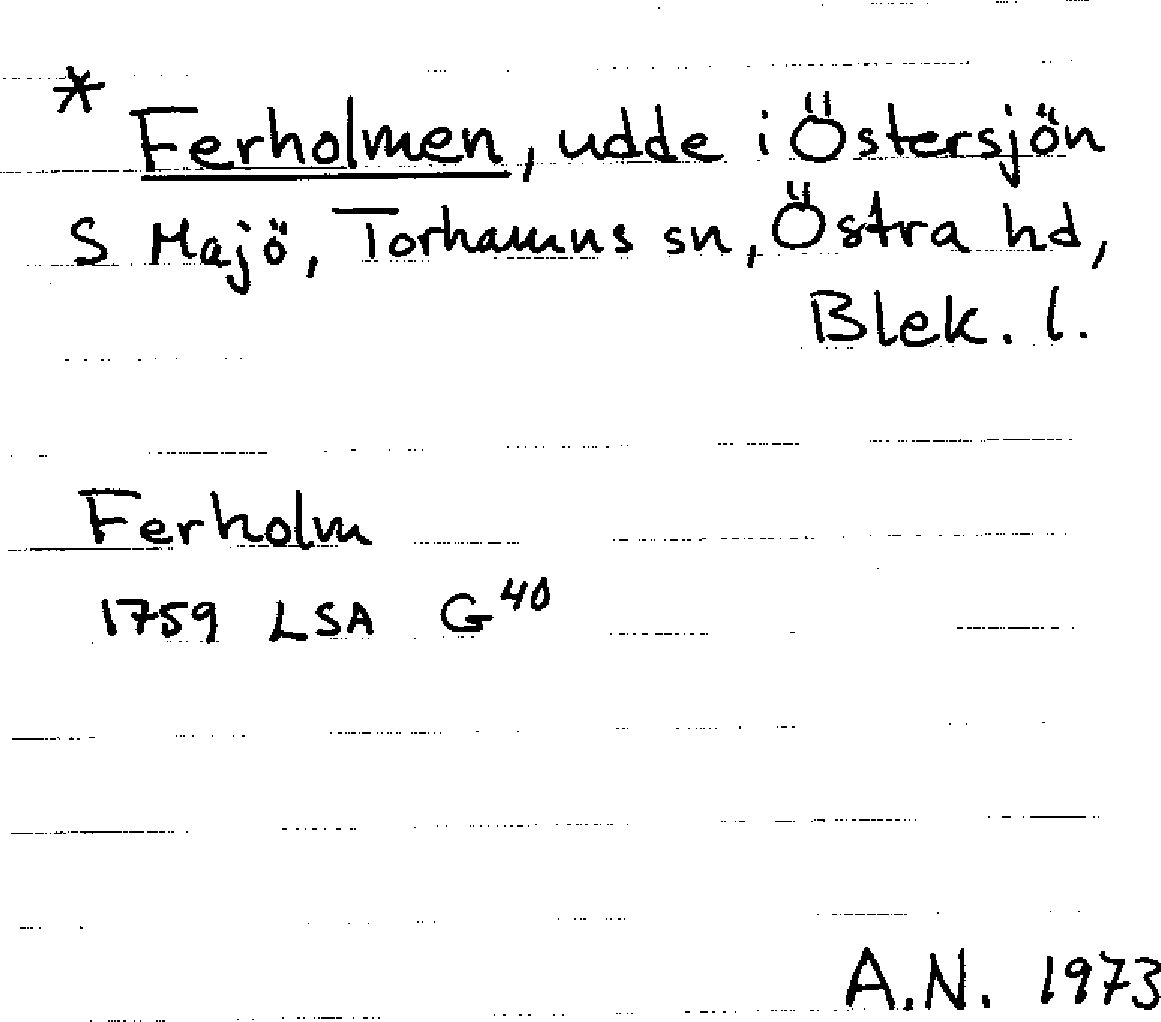 * Ferholmen, udde i Östersjön
S Majö, Torhamns sn, Östra hd,
Blek. l.
Ferholm
1759 LSA G⁴⁰
A.N. 1973